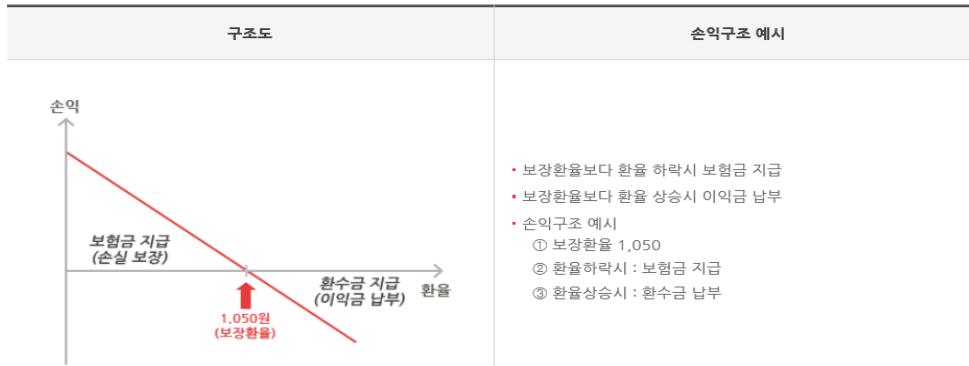 구조도
손익구조 예시
손익
보험금 지급
(손실 보장)
환수금 지급
(이익금 납부)
환율
1,050원
(보장환율)
▪ 보장환율보다 환율 하락시 보험금 지급
▪ 보장환율보다 환율 상승시 이익금 납부
▪ 손익구조 예시
① 보장환율 1,050
② 환율하락시 : 보험금 지급
③ 환율상승시 : 환수금 납부